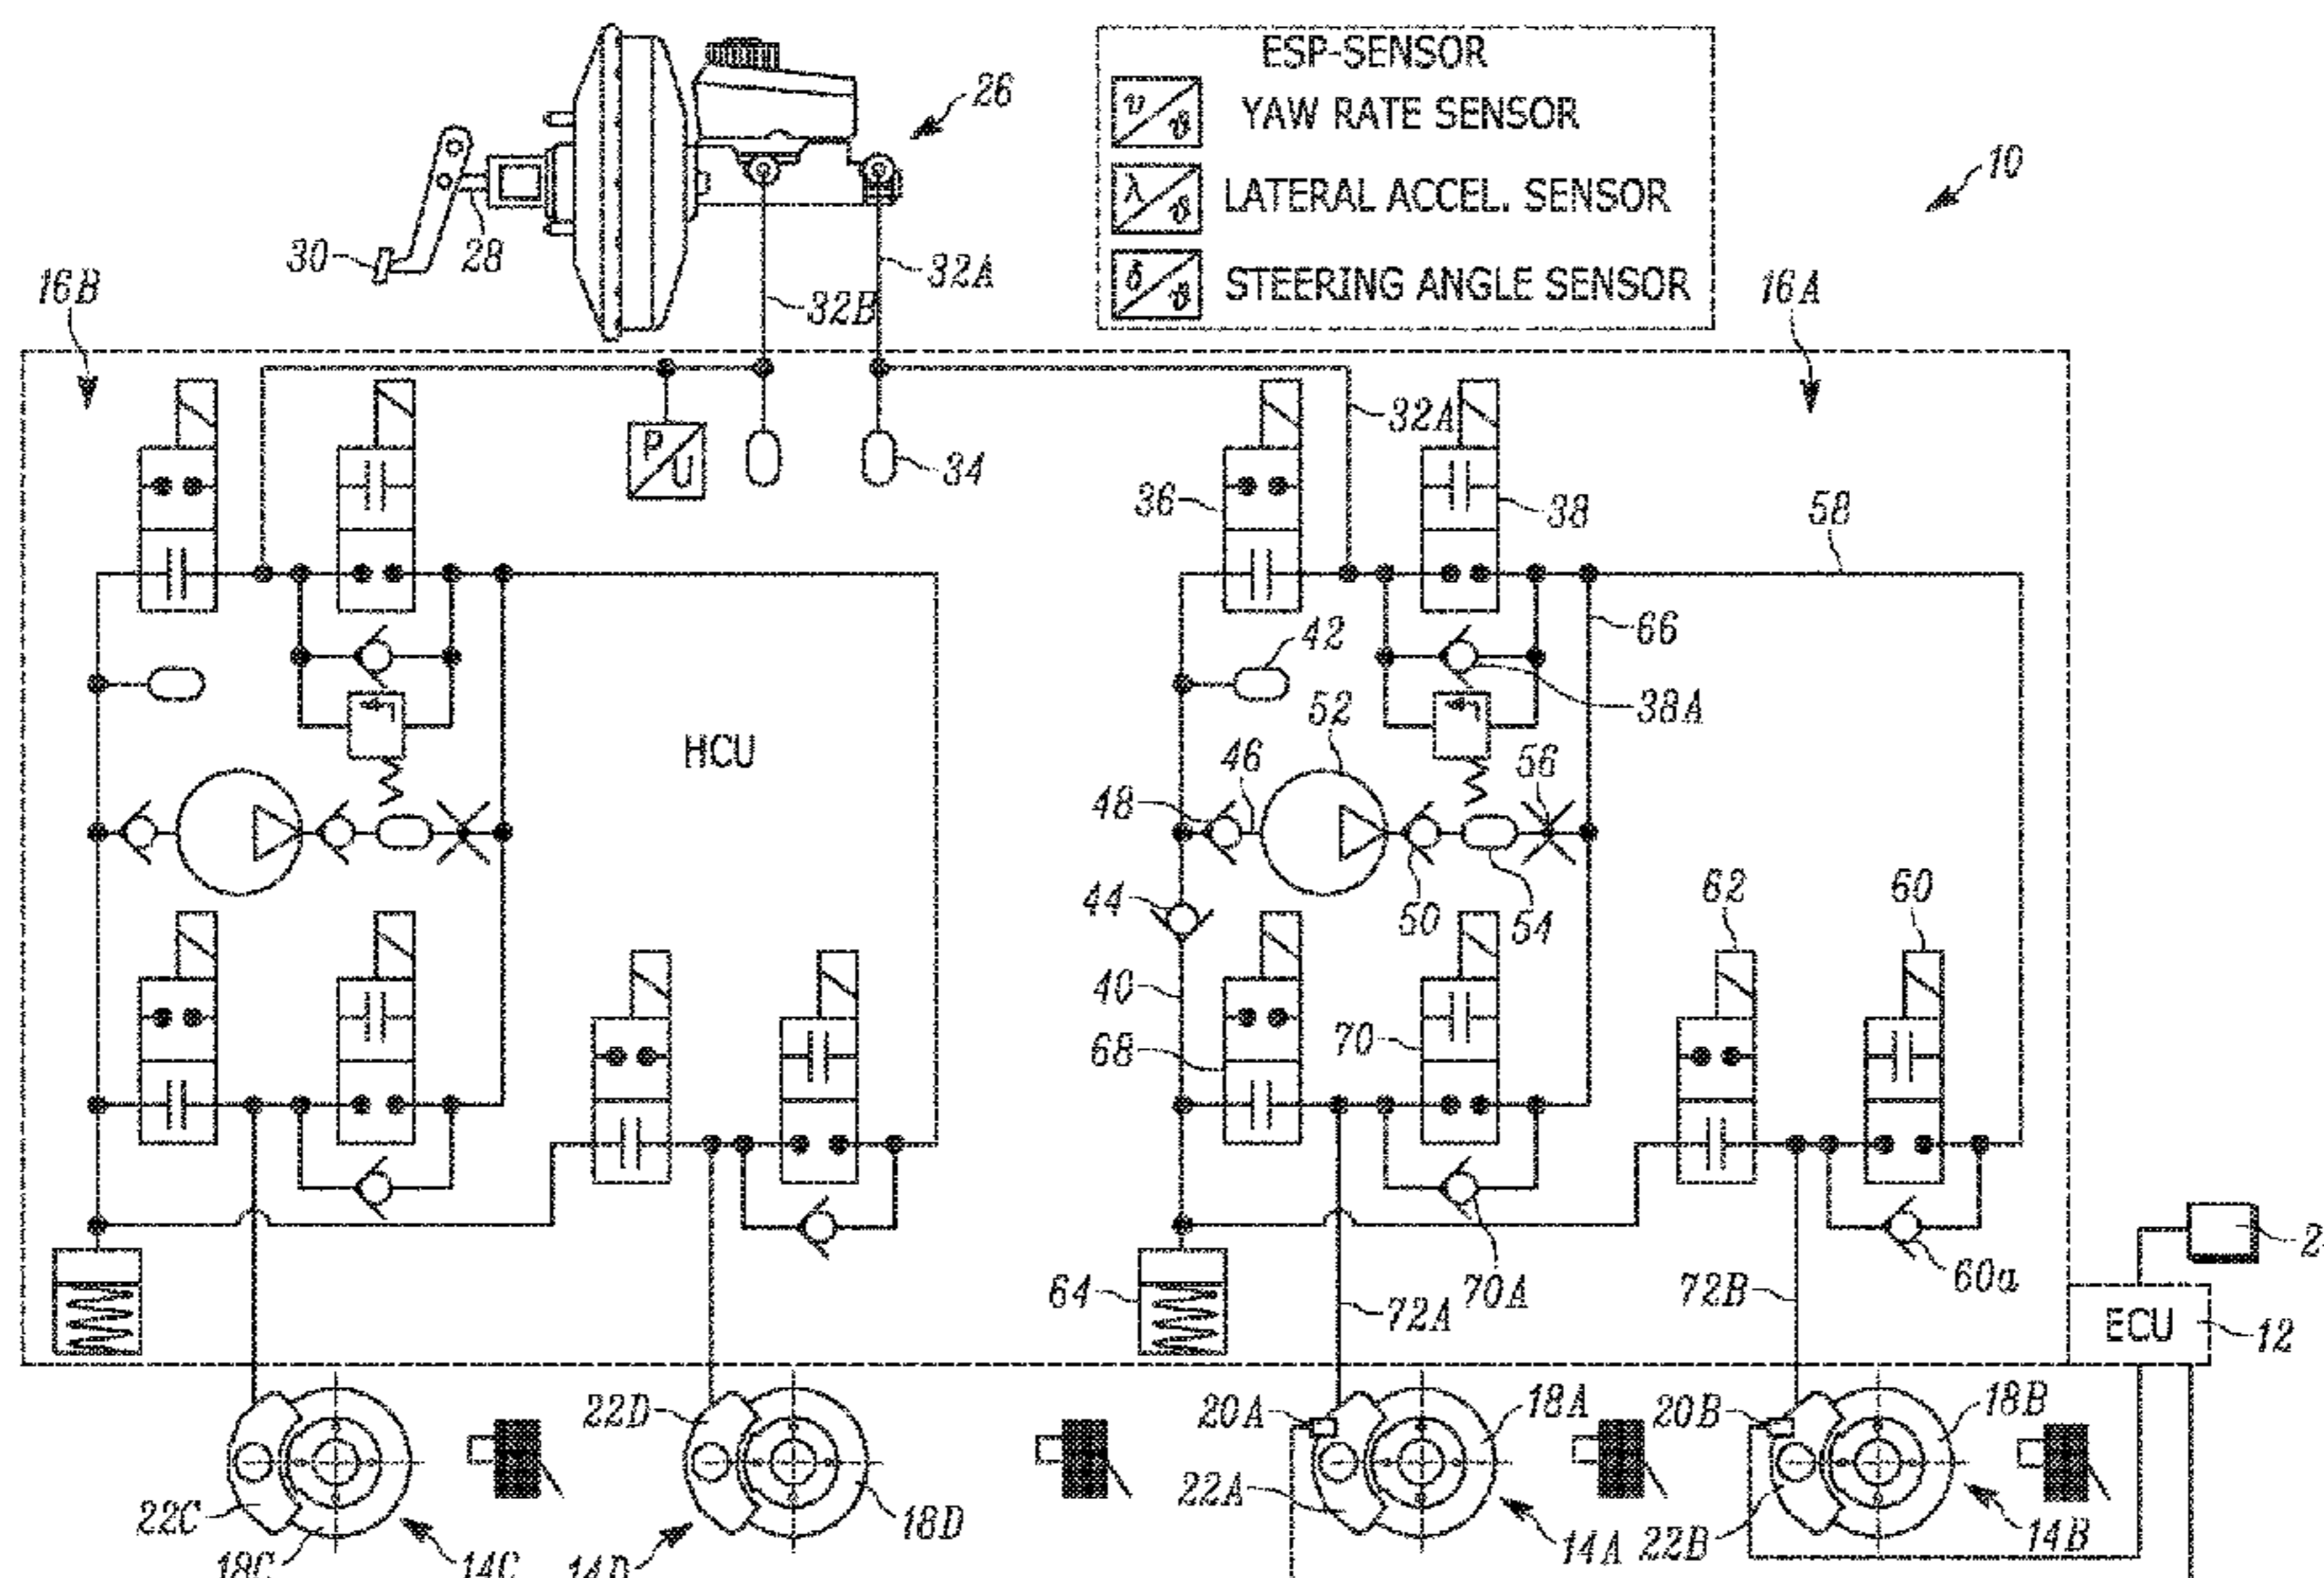 ESP-SENSOR
26
υ ϑ YAW RATE SENSOR
10
λ ϑ LATERAL ACCEL. SENSOR
30
28
32A
16B
32B
δ ϑ STEERING ANGLE SENSOR
16A
32A
P U
34
36
38
58
42
66
52
38A
HCU
46
56
48
44
50
54
62
60
40
68
70
64
72A
70A
72B
60a
2
ECU
12
22D
20A
18A
20B
18B
22C
18D
22A
14A
22B
14B
18C
14C
14D